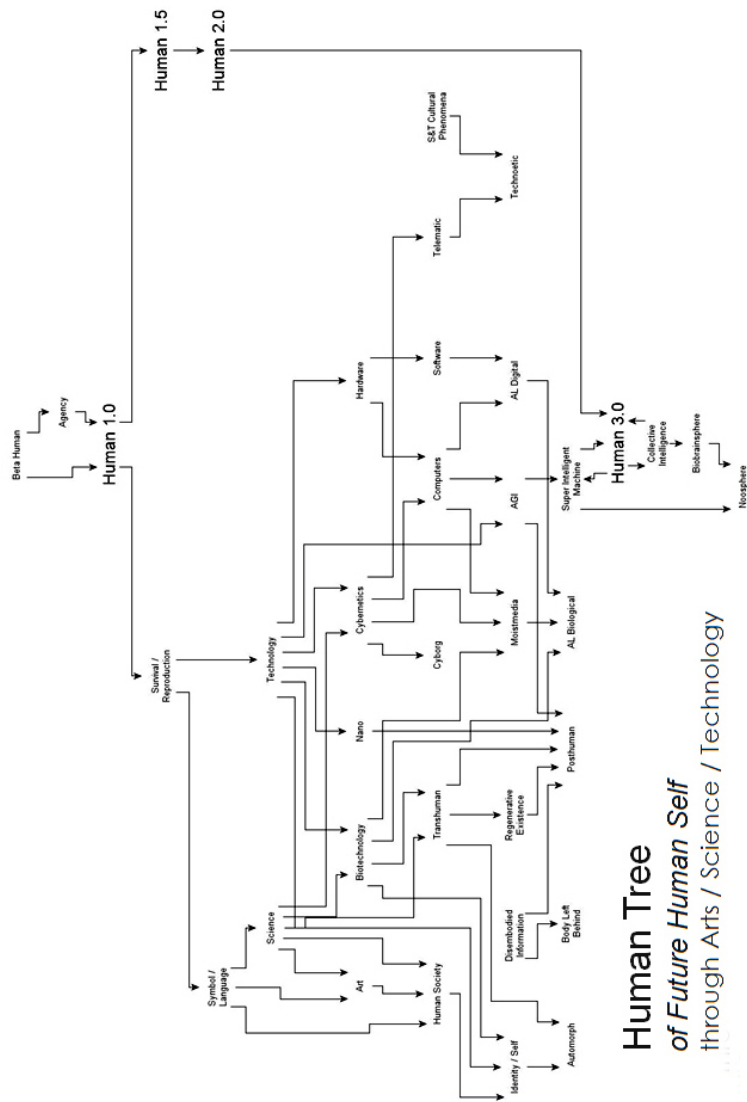 Beta Human
Agency
Human 1.0
Human 1.5
Human 2.0
Survival /
Reproduction
Symbol /
Language
Science
Technology
Art
Biotechnology
Nano
Cybernetics
Hardware
Human Society
Transhuman
Cyborg
Computers
Software
Telematic
S&T Cultural
Phenomena
Identity / Self
Disembodied
Information
Regenerative
Existence
Moistmedia
AGI
AL Digital
Technoetic
Automorph
Body Left
Behind
Posthuman
AL Biological
Super Intelligent
Machine
Human 3.0
Collective
Intelligence
Biobrainsphere
Noosphere
Human Tree
of Future Human Self
through Arts / Science / Technology